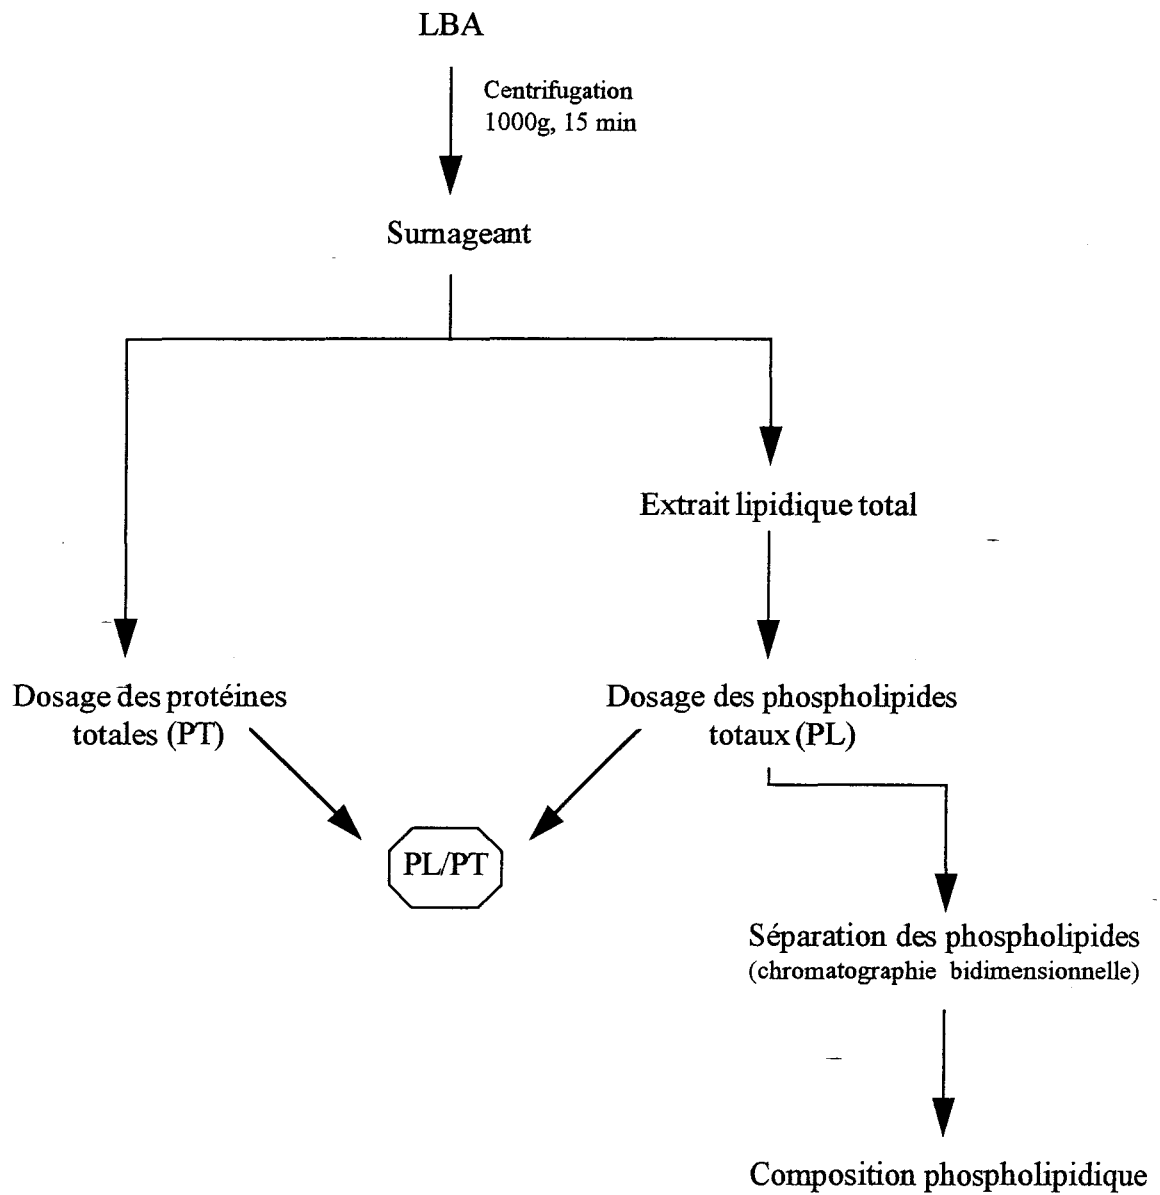 LBA
Centrifugation
1000g, 15 min
Surnageant
Extrait lipidique total
Dosage des protéines
totales (PT)
Dosage des phospholipides
totaux (PL)
PL/PT
Séparation des phospholipides
(chromatographie bidimensionnelle)
Composition phospholipidique